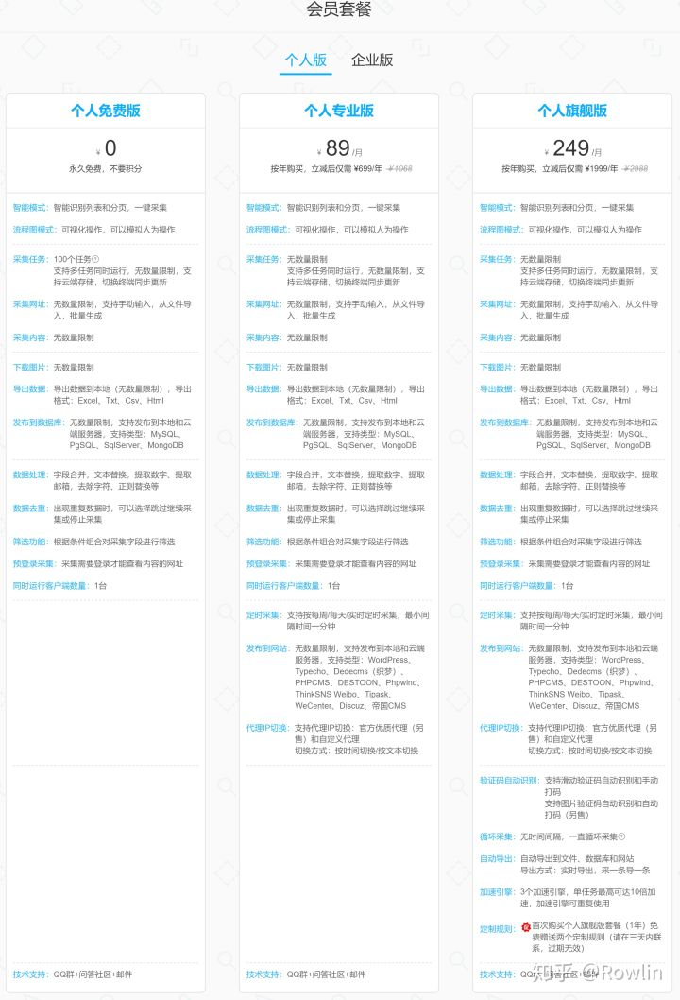 会员套餐
个人版
企业版
个人免费版
¥ 0
永久免费，不要积分
智能模式：智能识别列表和分页，一键采集
流程图模式：可视化操作，可以模拟人为操作
采集任务：100个任务?
支持多任务同时运行，无数量限制，支
持云端存储，切换终端同步更新
采集网址：无数量限制，支持手动输入，从文件导
入，批量生成
采集内容：无数量限制
下载图片：无数量限制
导出数据：导出数据到本地（无数量限制），导出
格式：Excel、Txt、Csv、Html
发布到数据库：无数量限制，支持发布到本地和云
端服务器，支持类型：MySQL、
PgSQL、SqlServer、MongoDB
数据处理：字段合并，文本替换，提取数字、提取
邮箱，去除字符、正则替换等
数据去重：出现重复数据时，可以选择跳过继续采
集或停止采集
筛选功能：根据条件组合对采集字段进行筛选
预登录采集：采集需要登录才能查看内容的网址
同时运行客户端数量：1台
技术支持：QQ群+问答社区+邮件
个人专业版
¥ 89 /月
按年购买，立减后仅需 ¥699/年 ¥1068
智能模式：智能识别列表和分页，一键采集
流程图模式：可视化操作，可以模拟人为操作
采集任务：无数量限制
支持多任务同时运行，无数量限制，支
持云端存储，切换终端同步更新
采集网址：无数量限制，支持手动输入，从文件导
入，批量生成
采集内容：无数量限制
下载图片：无数量限制
导出数据：导出数据到本地（无数量限制），导出
格式：Excel、Txt、Csv、Html
发布到数据库：无数量限制，支持发布到本地和云
端服务器，支持类型：MySQL、
PgSQL、SqlServer、MongoDB
数据处理：字段合并，文本替换，提取数字、提取
邮箱，去除字符、正则替换等
数据去重：出现重复数据时，可以选择跳过继续采
集或停止采集
筛选功能：根据条件组合对采集字段进行筛选
预登录采集：采集需要登录才能查看内容的网址
同时运行客户端数量：1台
定时采集：支持按每周/每天/实时定时采集，最小间
隔时间一分钟
发布到网站：无数量限制，支持发布到本地和云端
服务器，支持类型：WordPress、
Typecho、Dedecms（织梦）、
PHPCMS、DESTOON、Phpwind、
ThinkSNS Weibo、Tipask、
WeCenter、Discuz、帝国CMS
代理IP切换：支持代理IP切换：官方优质代理（另
售）和自定义代理
切换方式：按时间切换/按文本切换
技术支持：QQ群+问答社区+邮件
个人旗舰版
¥ 249 /月
按年购买，立减后仅需 ¥1999/年 ¥2988
智能模式：智能识别列表和分页，一键采集
流程图模式：可视化操作，可以模拟人为操作
采集任务：无数量限制
支持多任务同时运行，无数量限制，支
持云端存储，切换终端同步更新
采集网址：无数量限制，支持手动输入，从文件导
入，批量生成
采集内容：无数量限制
下载图片：无数量限制
导出数据：导出数据到本地（无数量限制），导出
格式：Excel、Txt、Csv、Html
发布到数据库：无数量限制，支持发布到本地和云
端服务器，支持类型：MySQL、
PgSQL、SqlServer、MongoDB
数据处理：字段合并，文本替换，提取数字、提取
邮箱，去除字符、正则替换等
数据去重：出现重复数据时，可以选择跳过继续采
集或停止采集
筛选功能：根据条件组合对采集字段进行筛选
预登录采集：采集需要登录才能查看内容的网址
同时运行客户端数量：1台
定时采集：支持按每周/每天/实时定时采集，最小间
隔时间一分钟
发布到网站：无数量限制，支持发布到本地和云端
服务器，支持类型：WordPress、
Typecho、Dedecms（织梦）、
PHPCMS、DESTOON、Phpwind、
ThinkSNS Weibo、Tipask、
WeCenter、Discuz、帝国CMS
代理IP切换：支持代理IP切换：官方优质代理（另
售）和自定义代理
切换方式：按时间切换/按文本切换
验证码自动识别：支持滑动验证码自动识别和手动
打码
支持图片验证码自动识别和自动
打码（另售）
循环采集：无时间间隔，一直循环采集?
自动导出：自动导出到文件、数据库和网站
导出方式：实时导出，采一条导一条
加速引擎：3个加速引擎，单任务最高可达10倍加
速，加速引擎可重复使用
定制规则：首次购买个人旗舰版套餐（1年）免
费赠送两个定制规则（请在三天内联
系，过期无效）
技术支持：QQ群+问答社区+邮件
知乎 @Rowlin